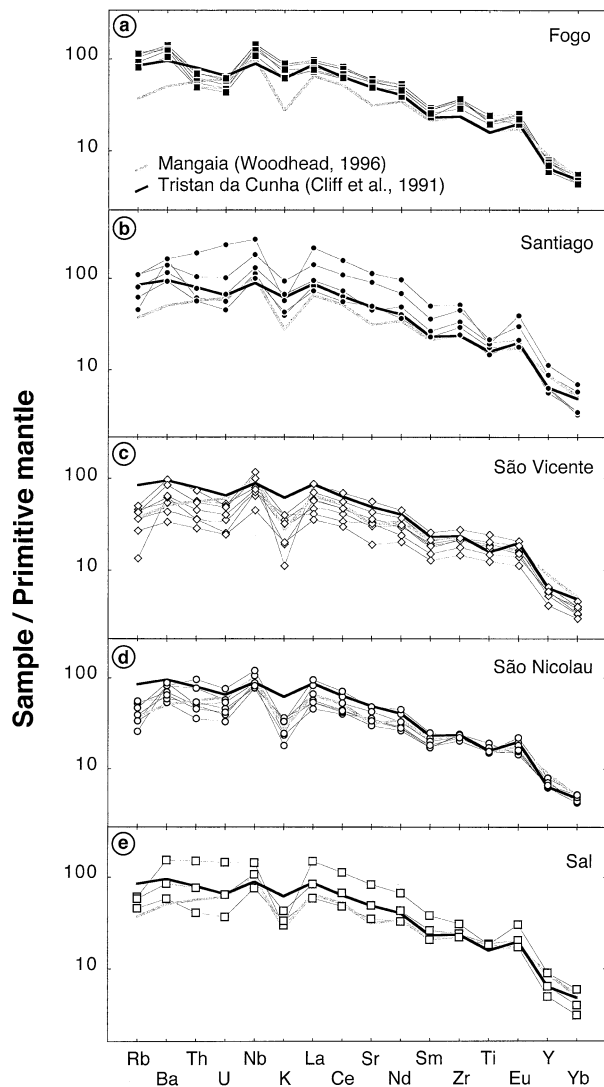 a
Fogo
100
10
Mangaia (Woodhead, 1996)
Tristan da Cunha (Cliff et al., 1991)
b
Santiago
100
10
c
São Vicente
100
10
d
São Nicolau
100
10
e
Sal
100
10
Sample / Primitive mantle
Rb Th Nb La Sr Sm Ti Y
Ba U K Ce Nd Zr Eu Yb